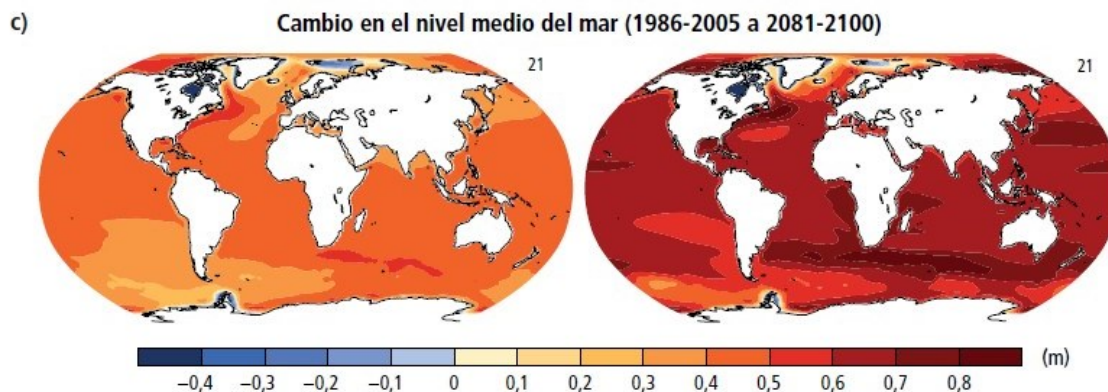 c) Cambio en el nivel medio del mar (1986-2005 a 2081-2100)
21
21
(m)
−0,4 −0,3 −0,2 −0,1 0 0,1 0,2 0,3 0,4 0,5 0,6 0,7 0,8